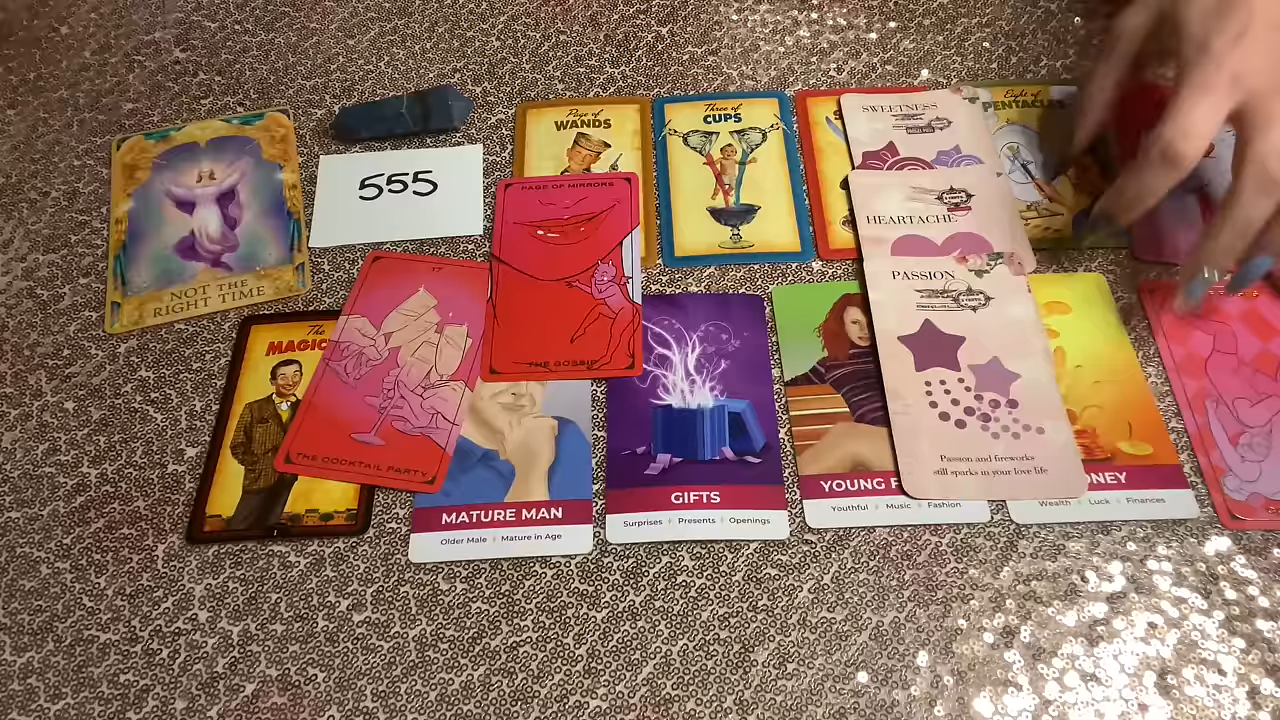 NOT THE
RIGHT TIME
555
Page of
WANDS
Three of
CUPS
SWEETNESS
Eight of
PENTACLES
PAGE OF MIRRORS
THE GOSSIP
HEARTACHE
PASSION
Passion and fireworks
still sparks in your love life
The
THE COCKTAIL PARTY
MATURE MAN
Older Male Mature in Age
GIFTS
Surprises Presents Openings
YOUNG
Youthful Music Fashion
Wealth Luck Finances